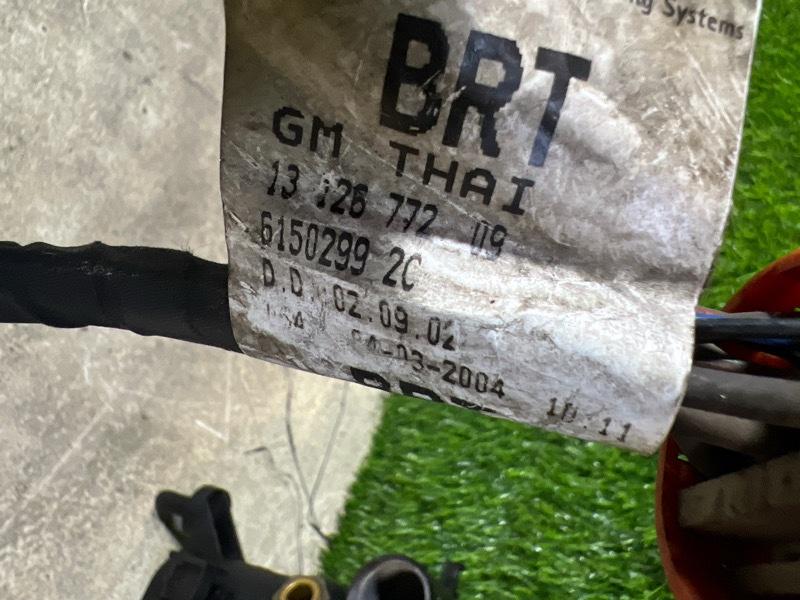 Systems
BRT
GM THAI
13 126 772 U9
6150299 2C
D.D 02.09.02
04-03-2004 10:11